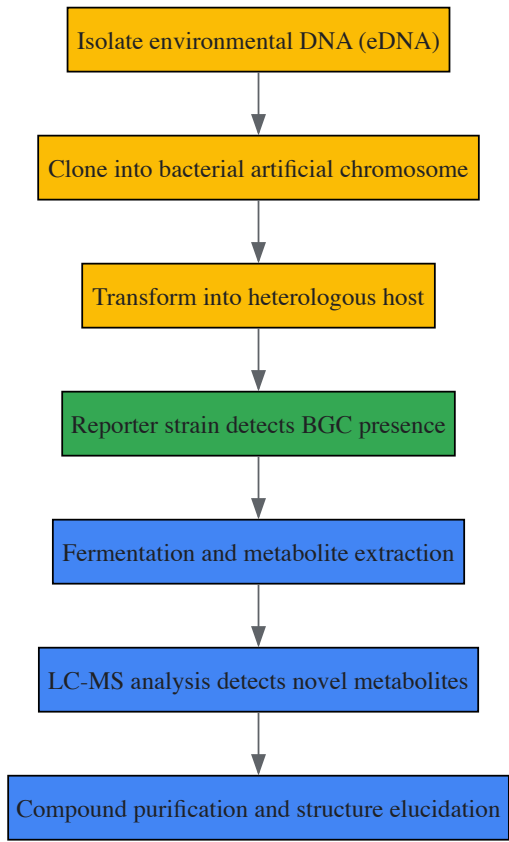 Isolate environmental DNA (eDNA)
Clone into bacterial artificial chromosome
Transform into heterologous host
Reporter strain detects BGC presence
Fermentation and metabolite extraction
LC-MS analysis detects novel metabolites
Compound purification and structure elucidation